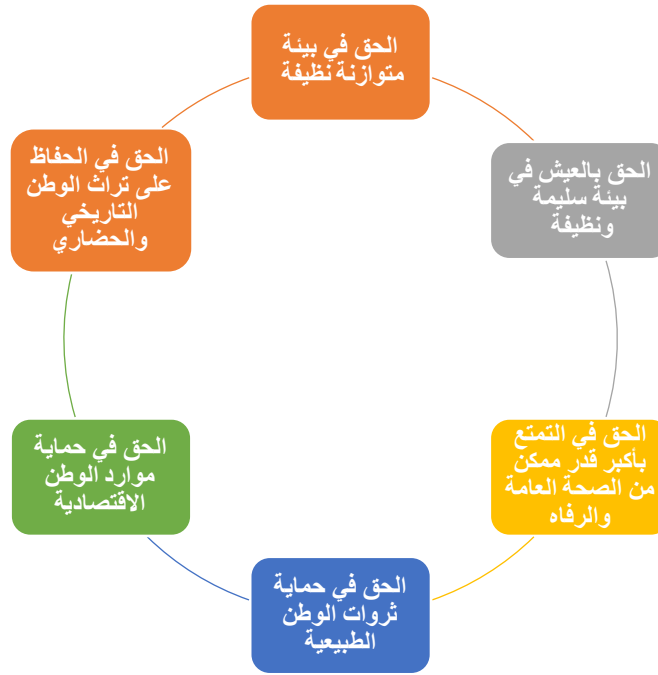 الحق في بيئة
متوازنة نظيفة
الحق بالعيش في
بيئة سليمة
ونظيفة
الحق في التمتع
بأكبر قدر ممكن
من الصحة العامة
والرفاه
الحق في حماية
ثروات الوطن
الطبيعية
الحق في حماية
موارد الوطن
الاقتصادية
الحق في الحفاظ
على تراث الوطن
التاريخي
والحضاري